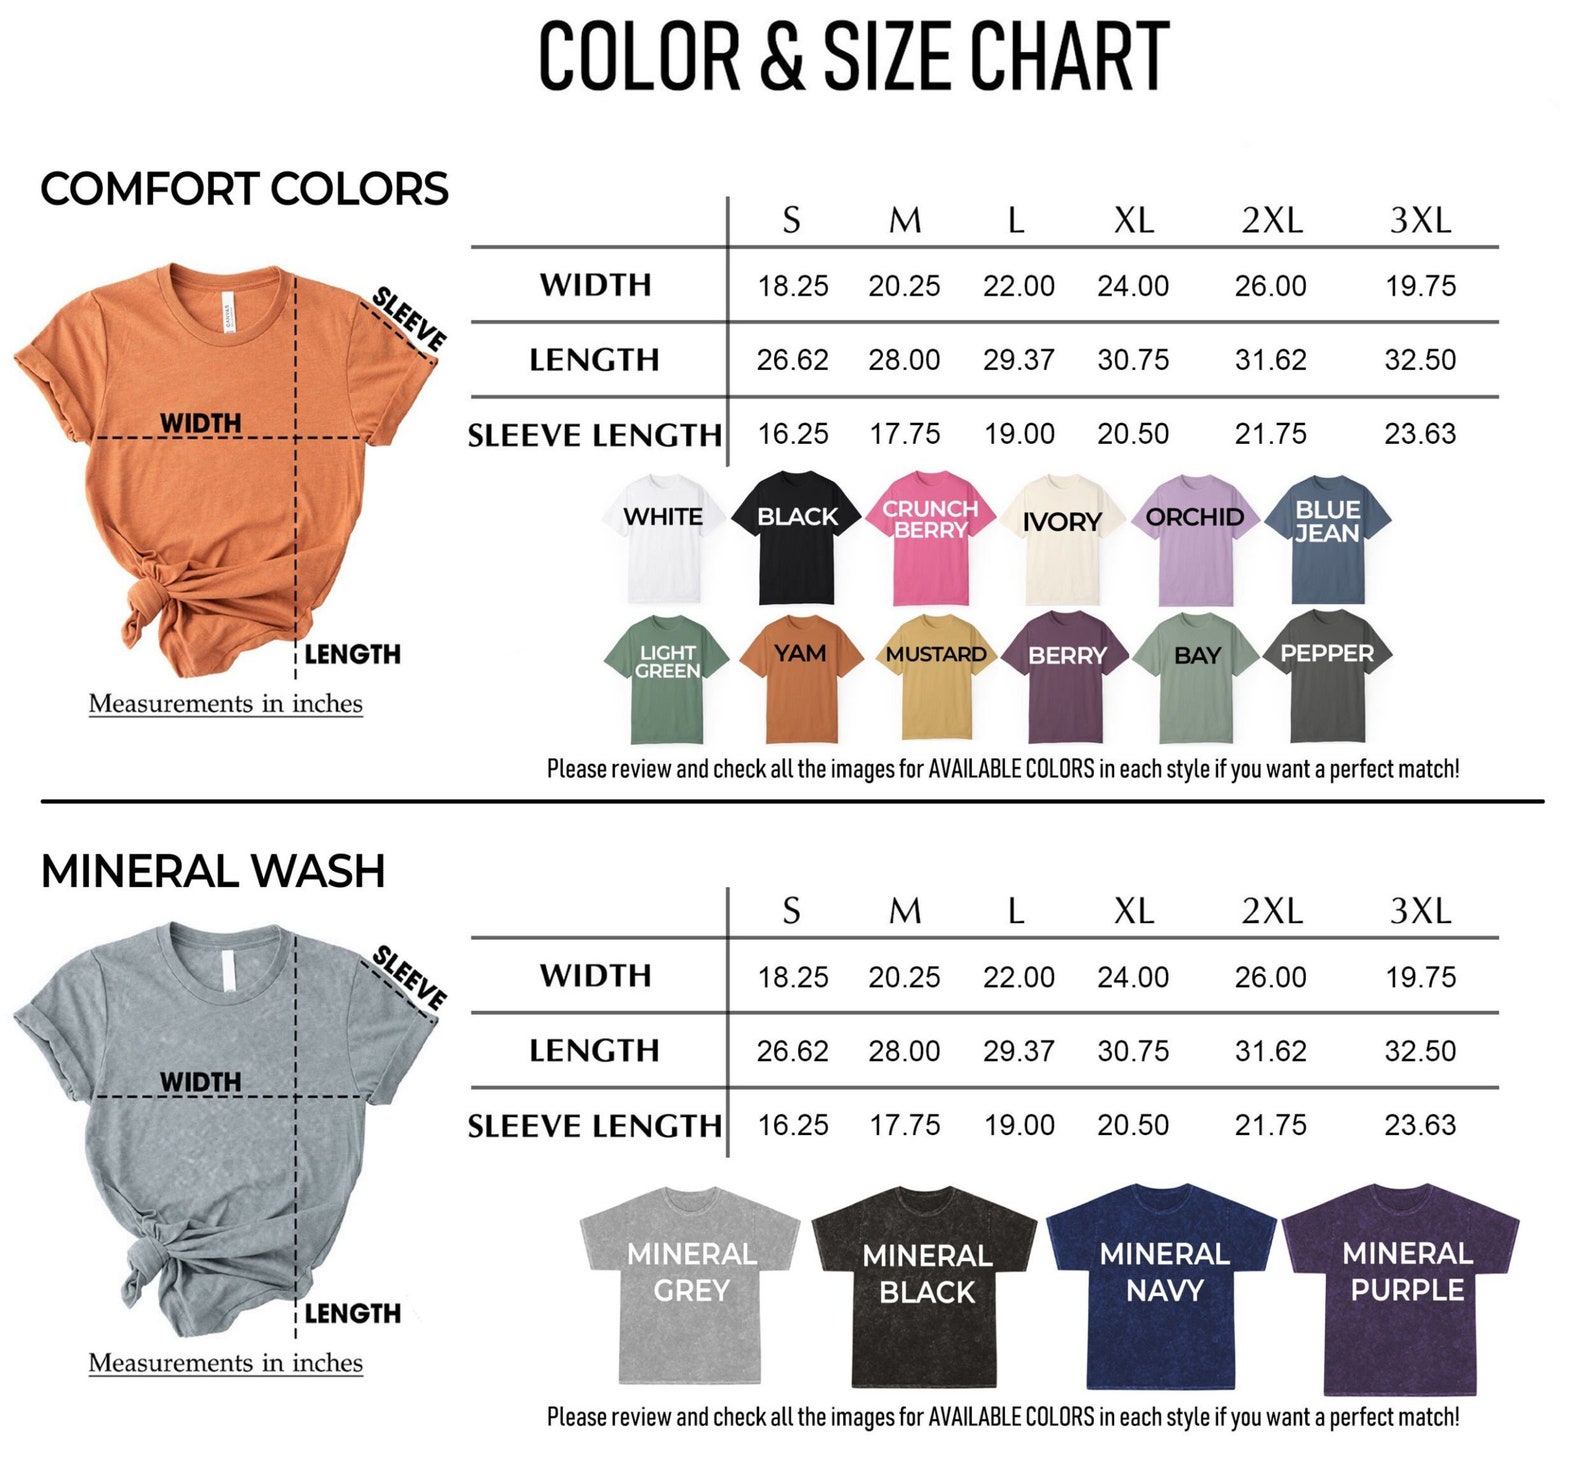 COLOR & SIZE CHART
COMFORT COLORS
S M L XL 2XL 3XL
WIDTH 18.25 20.25 22.00 24.00 26.00 19.75
LENGTH 26.62 28.00 29.37 30.75 31.62 32.50
SLEEVE LENGTH 16.25 17.75 19.00 20.50 21.75 23.63
SLEEVE
CANVAS
WIDTH
LENGTH
Measurements in inches
WHITE
BLACK
CRUNCH
BERRY
IVORY
ORCHID
BLUE
JEAN
LIGHT
GREEN
YAM
MUSTARD
BERRY
BAY
PEPPER
Please review and check all the images for AVAILABLE COLORS in each style if you want a perfect match!
MINERAL WASH
S M L XL 2XL 3XL
WIDTH 18.25 20.25 22.00 24.00 26.00 19.75
LENGTH 26.62 28.00 29.37 30.75 31.62 32.50
SLEEVE LENGTH 16.25 17.75 19.00 20.50 21.75 23.63
SLEEVE
WIDTH
LENGTH
Measurements in inches
MINERAL
GREY
MINERAL
BLACK
MINERAL
NAVY
MINERAL
PURPLE
Please review and check all the images for AVAILABLE COLORS in each style if you want a perfect match!